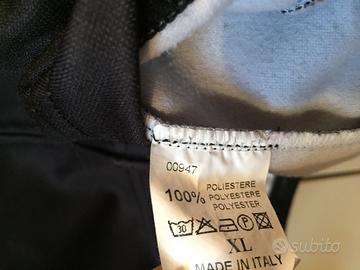 00947
100% POLIESTERE
POLYESTERE
POLYESTER
30 P
XL
MADE IN ITALY
subito